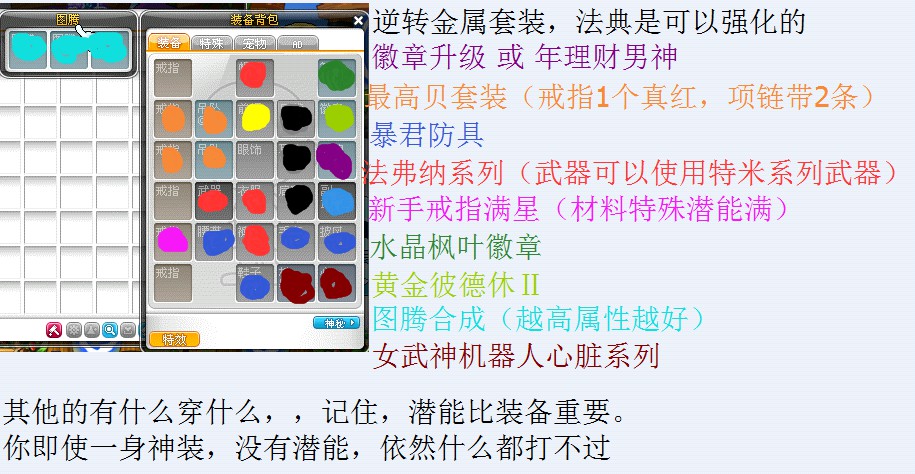 图腾
装备背包
装备
特殊
宠物
AD
戒指
戒指
吊坠
戒指
吊坠
眼饰
戒指
武器
衣服
戒
腰带
披风
戒指
鞋子
神秘
特效
逆转金属套装，法典是可以强化的
徽章升级 或 年理财男神
最高贝套装（戒指1个真红，项链带2条）
暴君防具
法弗纳系列（武器可以使用特米系列武器）
新手戒指满星（材料特殊潜能满）
水晶枫叶徽章
黄金彼德休Ⅱ
图腾合成（越高属性越好）
女武神机器人心脏系列
其他的有什么穿什么，，记住，潜能比装备重要。
你即使一身神装，没有潜能，依然什么都打不过